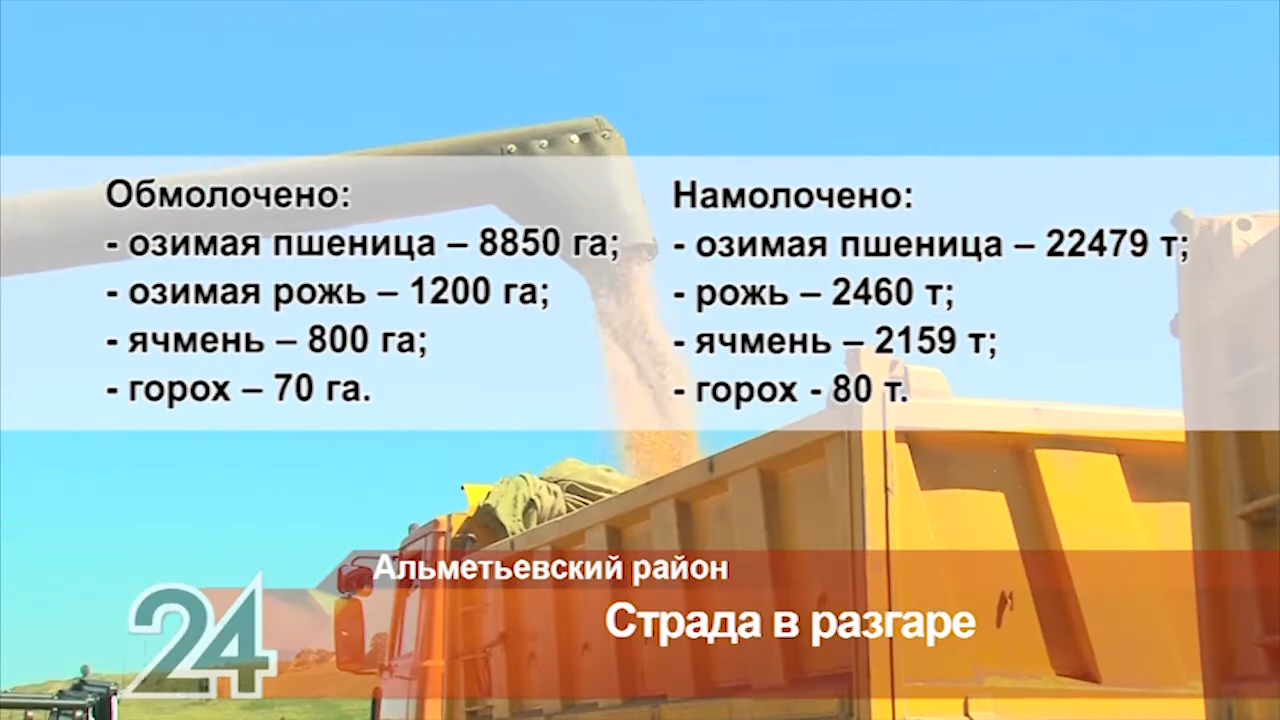 Обмолочено:
- озимая пшеница – 8850 га;
- озимая рожь – 1200 га;
- ячмень – 800 га;
- горох – 70 га.
Намолочено:
- озимая пшеница – 22479 т;
- рожь – 2460 т;
- ячмень – 2159 т;
- горох - 80 т.
Альметьевский район
Страда в разгаре
24